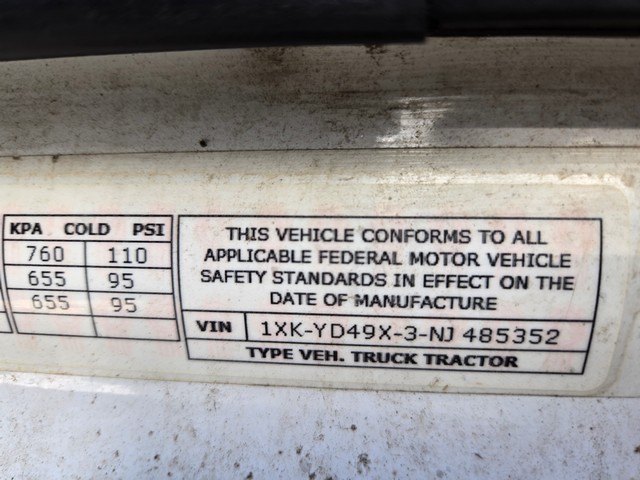 KPA COLD PSI
760 110
655 95
655 95
THIS VEHICLE CONFORMS TO ALL
APPLICABLE FEDERAL MOTOR VEHICLE
SAFETY STANDARDS IN EFFECT ON THE
DATE OF MANUFACTURE
VIN 1XK-YD49X-3-NJ 485352
TYPE VEH. TRUCK TRACTOR